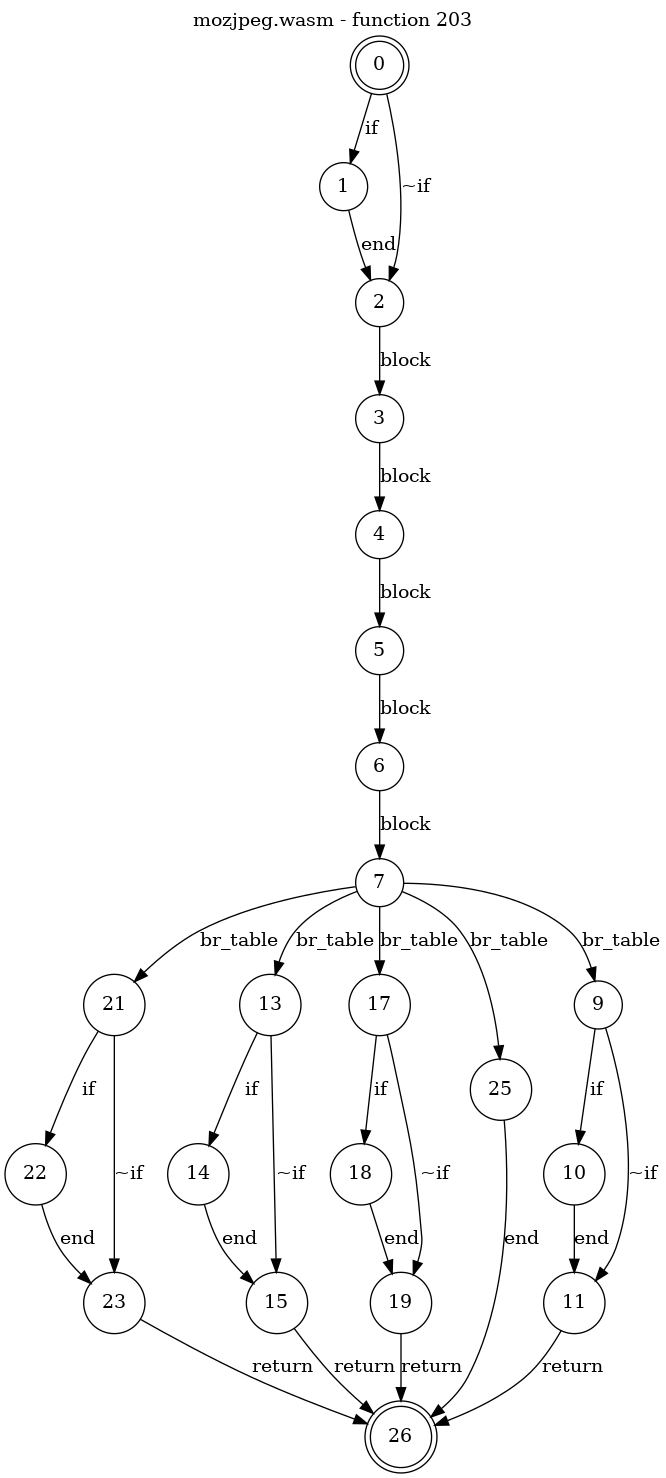 mozjpeg.wasm - function 203
0
if
1
~if
end
2
block
3
block
4
block
5
block
6
block
7
br_table br_table br_table br_table br_table
21 13 17 9
25
if if if if
22 ~if 14 ~if 18 ~if 10 ~if
end end end end end
23 15 19 11
return return return return
26